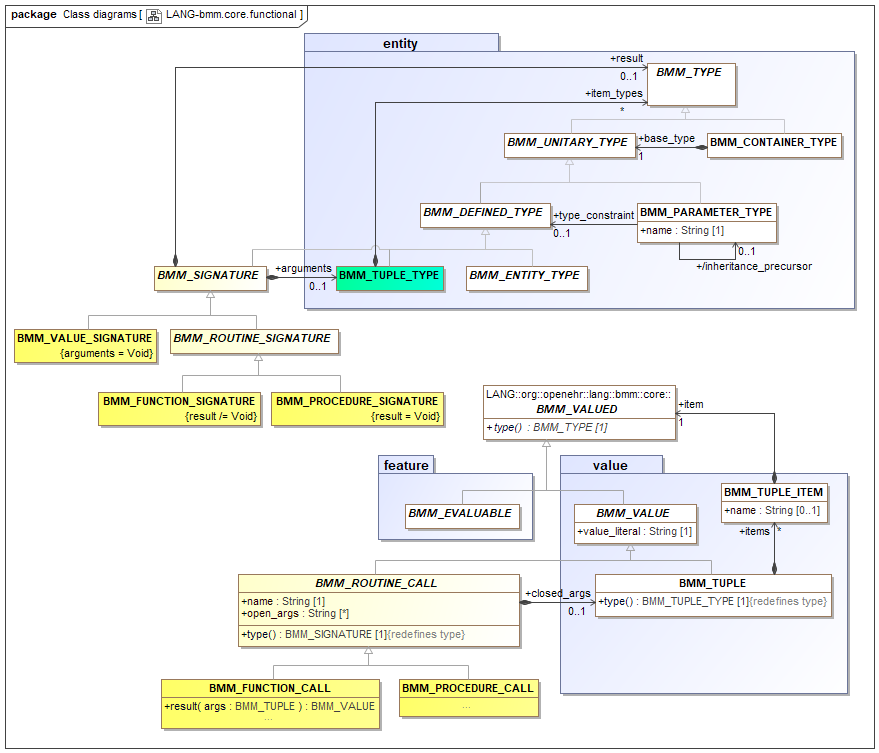 package Class diagrams [ LANG-bmm.core.functional ]
entity
+result
0..1
BMM_TYPE
+item_types
*
BMM_UNITARY_TYPE
+base_type
1
BMM_CONTAINER_TYPE
BMM_DEFINED_TYPE
+type_constraint
0..1
BMM_PARAMETER_TYPE
+name : String [1]
0..1
+/inheritance_precursor
BMM_SIGNATURE
+arguments
0..1
BMM_TUPLE_TYPE
BMM_ENTITY_TYPE
BMM_VALUE_SIGNATURE
{arguments = Void}
BMM_ROUTINE_SIGNATURE
BMM_FUNCTION_SIGNATURE
{result /= Void}
BMM_PROCEDURE_SIGNATURE
{result = Void}
LANG::org::openehr::lang::bmm::core::
BMM_VALUED
+type() : BMM_TYPE [1]
+item
1
feature
BMM_EVALUABLE
value
BMM_VALUE
+value_literal : String [1]
BMM_TUPLE_ITEM
+name : String [0..1]
+items
*
BMM_ROUTINE_CALL
+name : String [1]
+open_args : String [*]
+type() : BMM_SIGNATURE [1]{redefines type}
+closed_args
0..1
BMM_TUPLE
+type() : BMM_TUPLE_TYPE [1]{redefines type}
BMM_FUNCTION_CALL
+result( args : BMM_TUPLE ) : BMM_VALUE
...
BMM_PROCEDURE_CALL
...